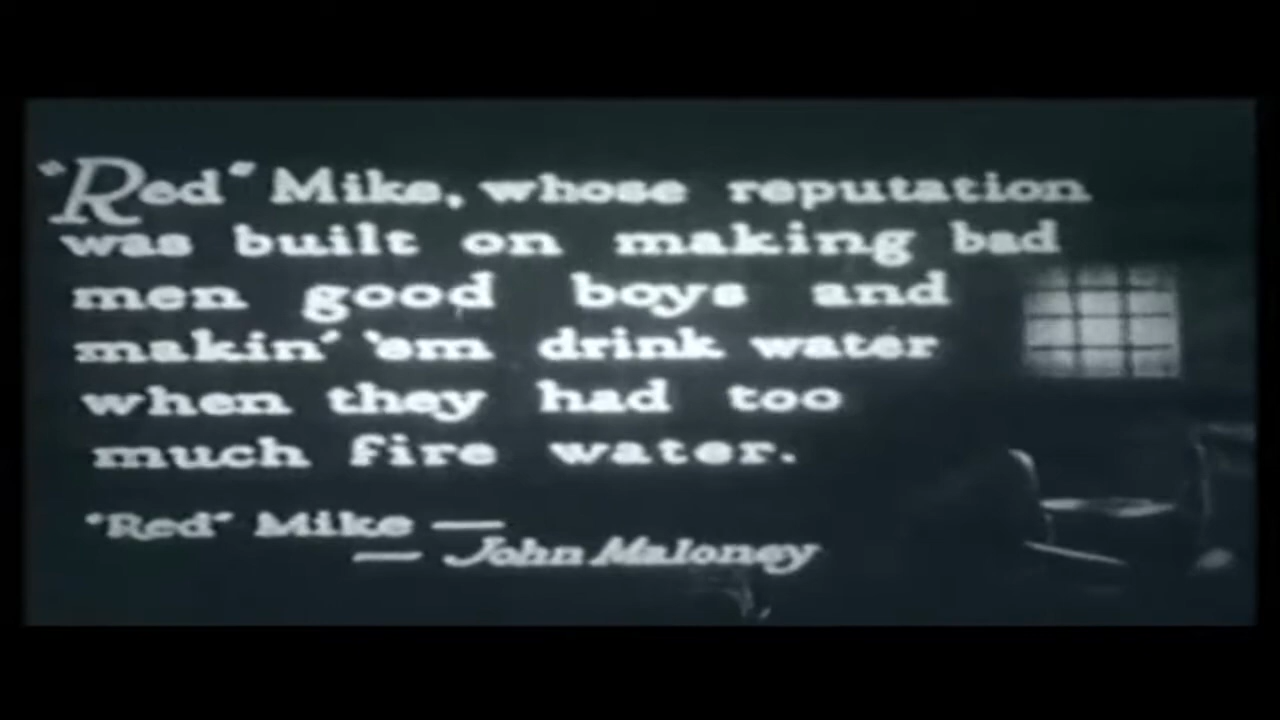 "Red" Mike, whose reputation
was built on making bad
men good boys and
makin' 'em drink water
when they had too
much fire water.
"Red" Mike —
— John Maloney